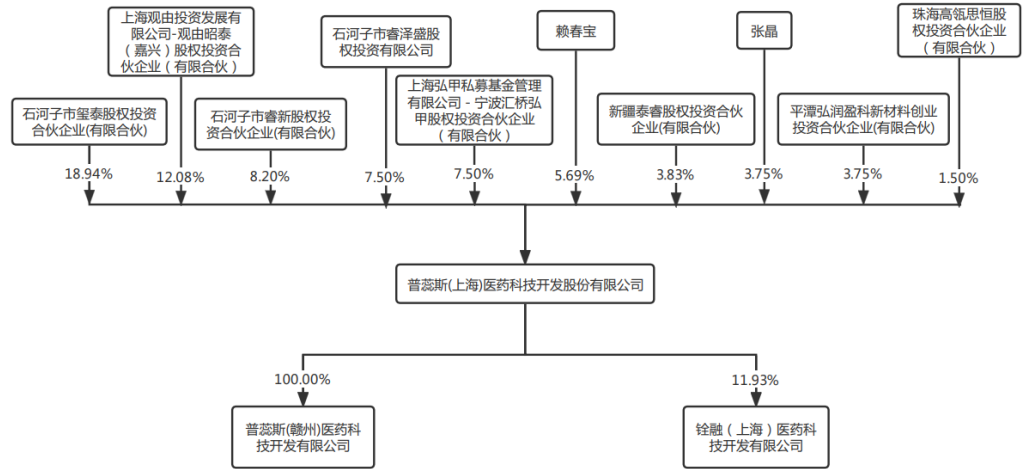 上海观由投资发展有
限公司-观由昭泰
（嘉兴）股权投资合
伙企业（有限合伙）
石河子市睿泽盛股
权投资有限公司
赖春宝
张晶
珠海高瓴思恒股
权投资合伙企业
（有限合伙）
石河子市玺泰股权投资
合伙企业(有限合伙)
石河子市睿新股权投
资合伙企业(有限合伙)
上海弘甲私募基金管理
有限公司－宁波汇桥弘
甲股权投资合伙企业
（有限合伙）
新疆泰睿股权投资合伙
企业(有限合伙)
平潭弘润盈科新材料创业
投资合伙企业(有限合伙)
18.94%
12.08%
8.20%
7.50%
7.50%
5.69%
3.83%
3.75%
3.75%
1.50%
普蕊斯(上海)医药科技开发股份有限公司
100.00%
11.93%
普蕊斯(赣州)医药科
技开发有限公司
铨融（上海）医药科
技开发有限公司